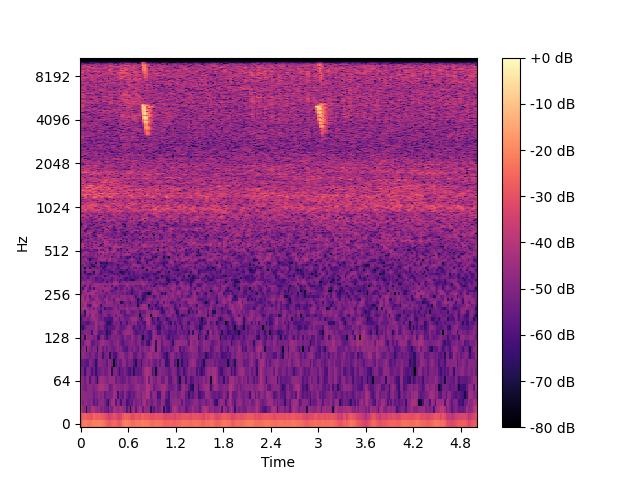 8192
4096
2048
1024
512
256
128
64
0
Hz
0
0.6
1.2
1.8
2.4
3
3.6
4.2
4.8
Time
+0 dB
-10 dB
-20 dB
-30 dB
-40 dB
-50 dB
-60 dB
-70 dB
-80 dB